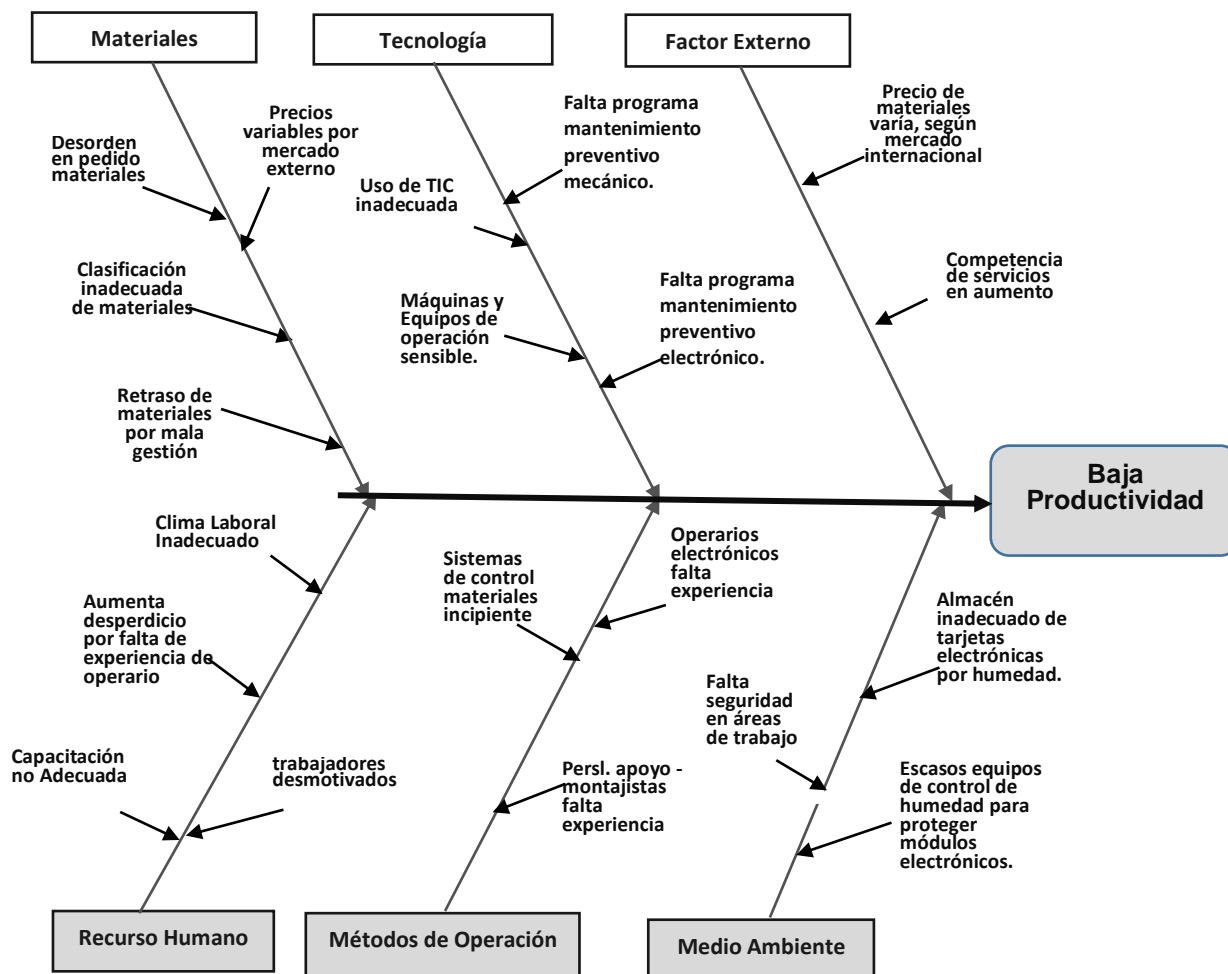 Materiales
Tecnología
Factor Externo
Desorden
en pedido
materiales
Precios
variables por
mercado
externo
Clasificación
inadecuada
de materiales
Retraso de
materiales
por mala
gestión
Falta programa
mantenimiento
preventivo
mecánico.
Uso de TIC
inadecuada
Máquinas y
Equipos de
operación
sensible.
Falta programa
mantenimiento
preventivo
electrónico.
Precio de
materiales
varía, según
mercado
internacional
Competencia
de servicios
en aumento
Baja
Productividad
Clima Laboral
Inadecuado
Aumenta
desperdicio
por falta de
experiencia de
operario
Capacitación
no Adecuada
trabajadores
desmotivados
Sistemas
de control
materiales
incipiente
Operarios
electrónicos
falta
experiencia
Persl. apoyo -
montajistas
falta
experiencia
Almacén
inadecuado de
tarjetas
electrónicas
por humedad.
Falta
seguridad
en áreas
de trabajo
Escasos equipos
de control de
humedad para
proteger
módulos
electrónicos.
Recurso Humano
Métodos de Operación
Medio Ambiente